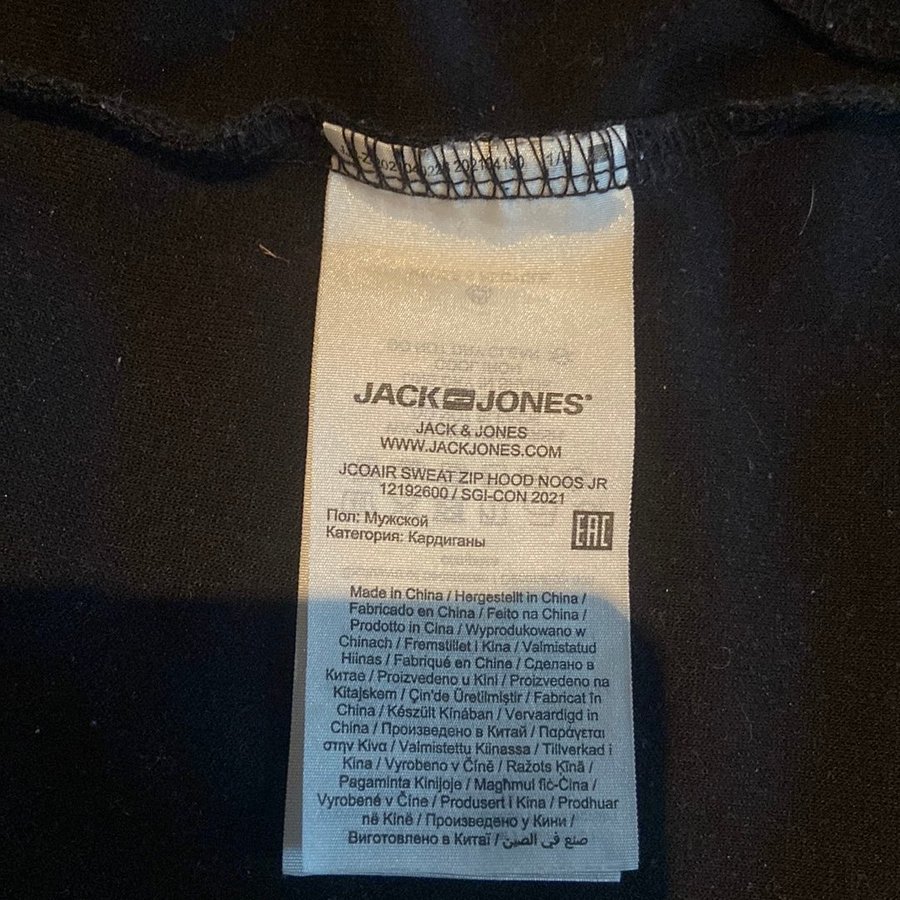 JACK JONES®
JACK & JONES
WWW.JACKJONES.COM
JCOAIR SWEAT ZIP HOOD NOOS JR
12192600 / SGI-CON 2021
Пол: Мужской
Категория: Кардиганы
EAC
Made in China / Hergestellt in China /
Fabricado en China / Feito na China /
Prodotto in Cina / Wyprodukowano w
Chinach / Fremstillet i Kina / Valmistatud
Hiinas / Fabriqué en Chine / Сделано в
Китае / Proizvedeno u Kini / Proizvedeno na
Kitajskem / Çin'de Üretilmiştir / Fabricat în
China / Készült Kínában / Vervaardigd in
China / Произведено в Китай / Παράγεται
στην Κίνα / Valmistettu Kiinassa / Tillverkad i
Kina / Vyrobeno v Číně / Ražots Ķīnā /
Pagaminta Kinijoje / Magħmul fiċ-Ċina /
Vyrobené v Číne / Produsert i Kina / Prodhuar
në Kinë / Произведено у Кини /
Виготовлено в Китаї / صنع في الصين